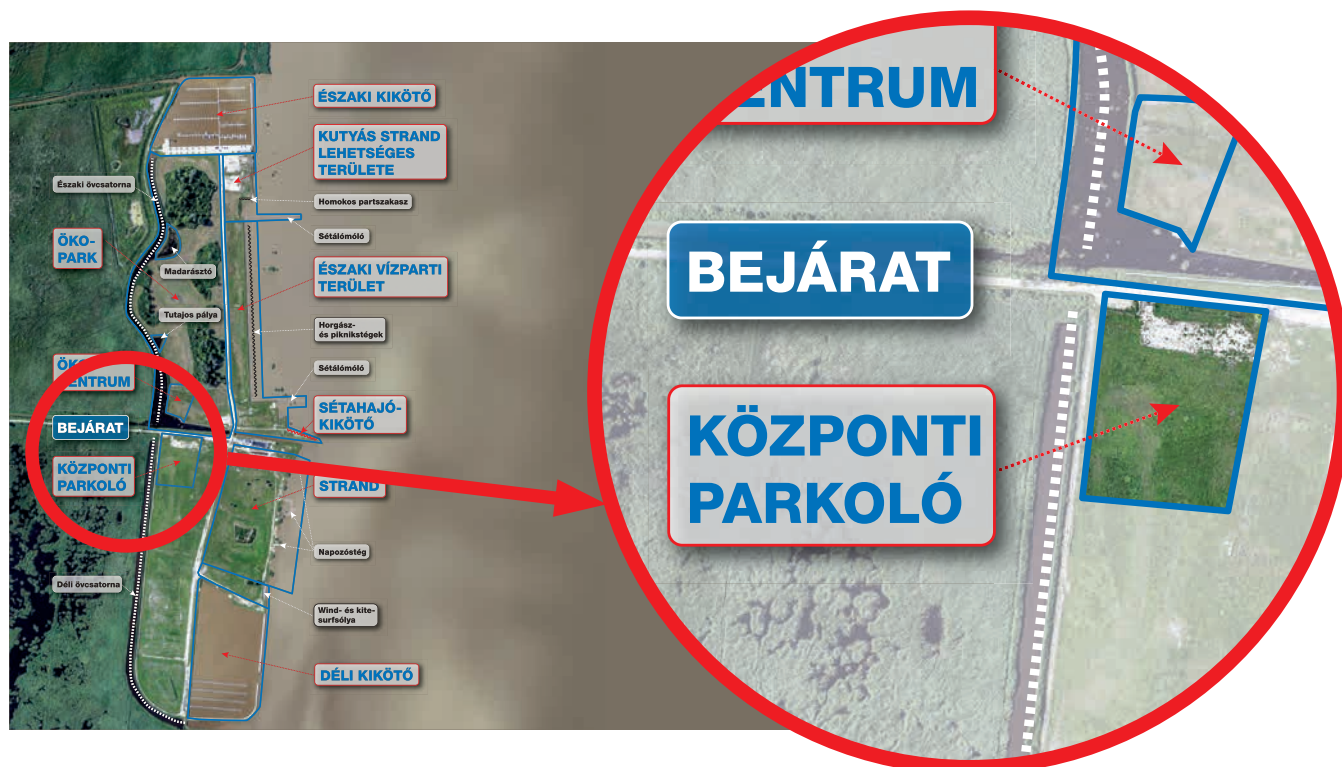 ÉSZAKI KIKÖTŐ
KUTYÁS STRAND
LEHETSÉGES
TERÜLETE
Északi övcsatorna
Homokos partszakasz
ÖKO-
PARK
Sétálómóló
Madarásztó
ÉSZAKI VÍZPARTI
TERÜLET
Tutajos pálya
Horgász-
és piknikstégek
ÖKO
ENTRUM
Sétálómóló
BEJÁRAT
SÉTAHAJÓ-
KIKÖTŐ
KÖZPONTI
PARKOLÓ
STRAND
Napozóstég
Déli övcsatorna
Wind- és kite-
surfsólya
DÉLI KIKÖTŐ
ENTRUM
BEJÁRAT
KÖZPONTI
PARKOLÓ